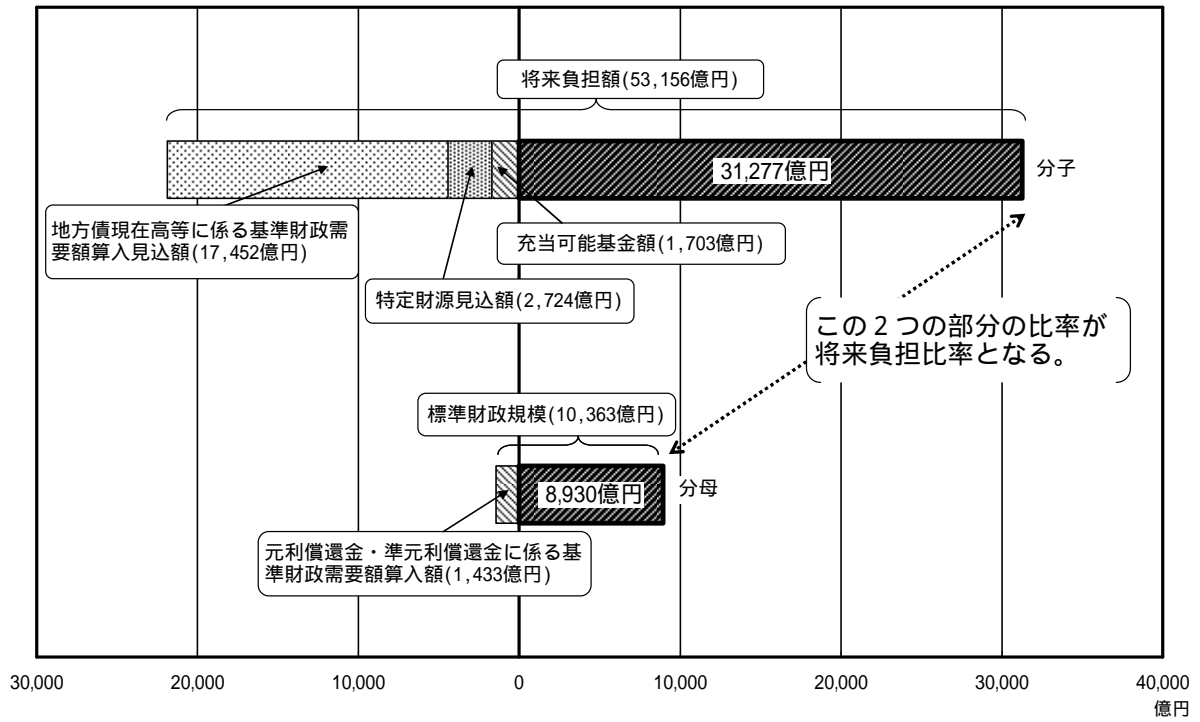 将来負担額(53,156億円)
31,277億円
分子
地方債現在高等に係る基準財政需
要額算入見込額(17,452億円)
充当可能基金額(1,703億円)
特定財源見込額(2,724億円)
この2つの部分の比率が
将来負担比率となる。
標準財政規模(10,363億円)
8,930億円
分母
元利償還金・準元利償還金に係る基
準財政需要額算入額(1,433億円)
30,000 20,000 10,000 0 10,000 20,000 30,000 40,000
億円